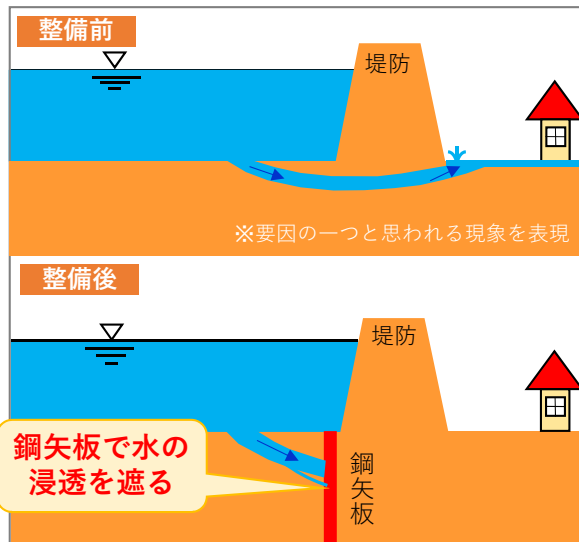 整備前
堤防
※要因の一つと思われる現象を表現
整備後
堤防
鋼矢板で水の
浸透を遮る
鋼矢板